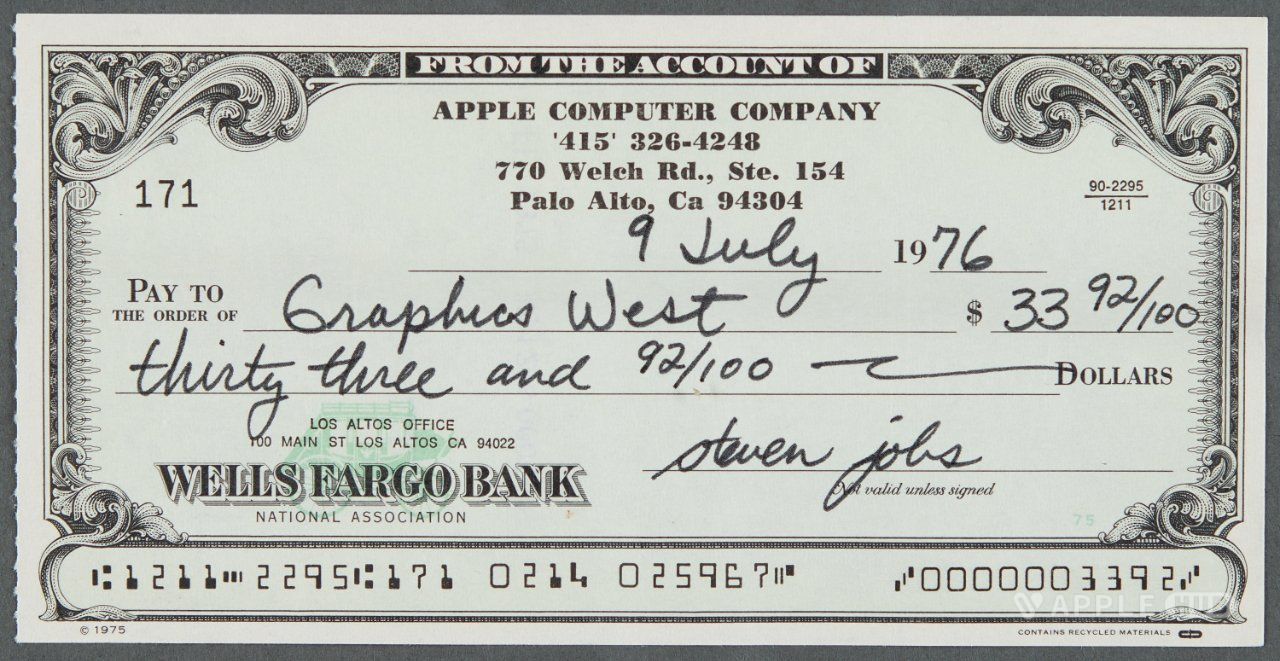 FROM THE ACCOUNT OF
APPLE COMPUTER COMPANY
'415' 326-4248
770 Welch Rd., Ste. 154
Palo Alto, Ca 94304
171
90-2295
1211
9 July 1976
PAY TO
THE ORDER OF Graphics West $ 33 92/100
thirty three and 92/100 DOLLARS
LOS ALTOS OFFICE
100 MAIN ST LOS ALTOS CA 94022
WELLS FARGO BANK
NATIONAL ASSOCIATION
steven jobs
Not valid unless signed
75
⑆1211⑉2295⑆171 0214 025967⑈ ⑇0000003392⑇
APPLE
© 1975
CONTAINS RECYCLED MATERIALS